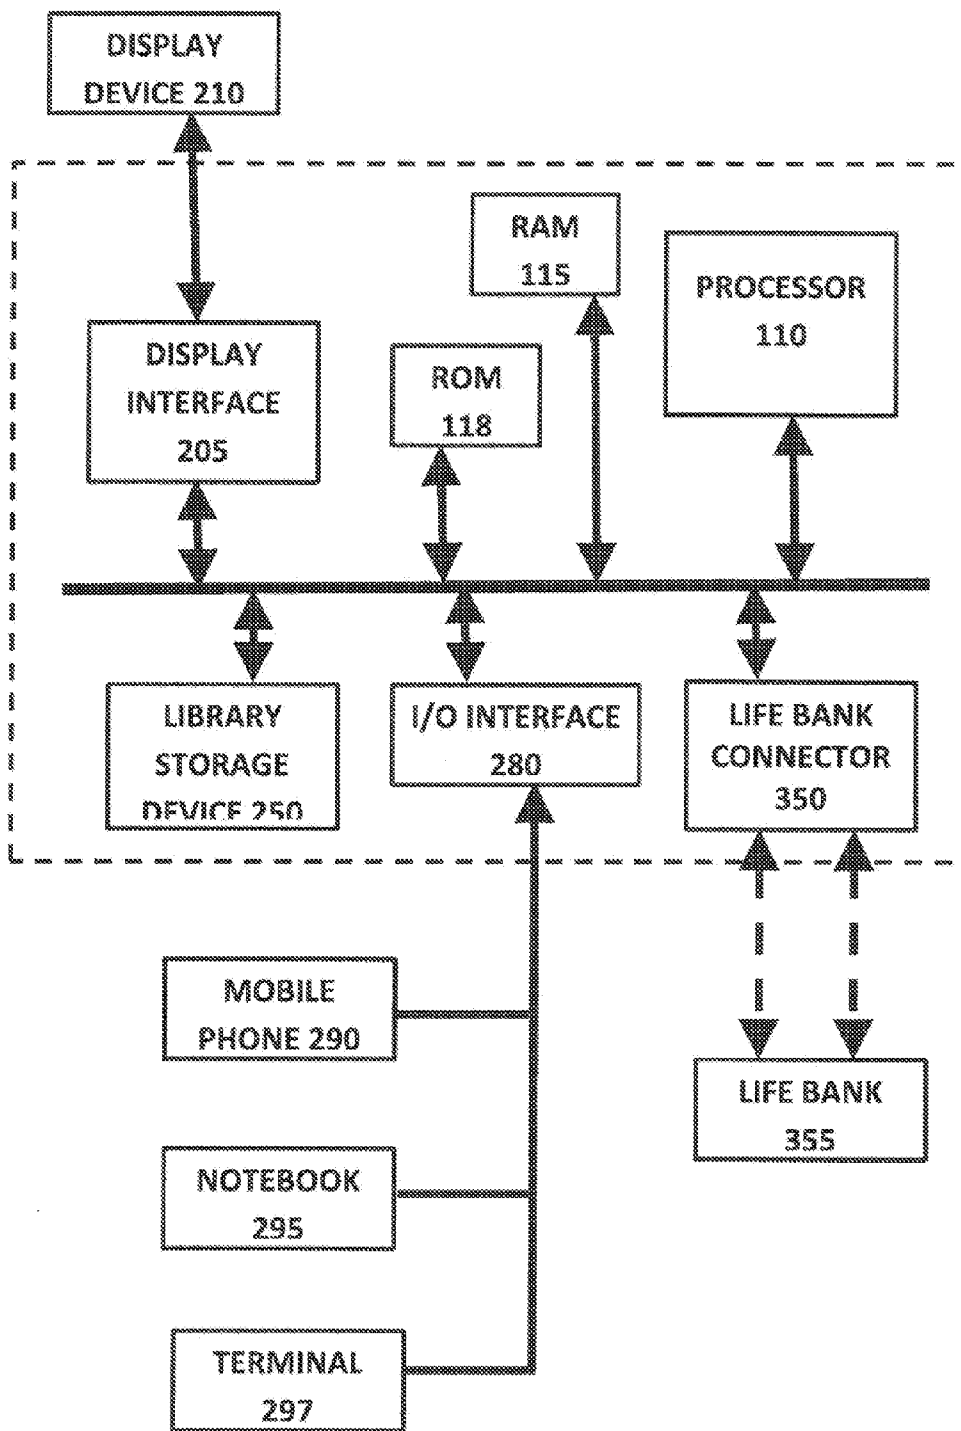 DISPLAY
DEVICE 210
RAM
115
PROCESSOR
110
DISPLAY
INTERFACE
205
ROM
118
LIBRARY
STORAGE
DEVICE 250
I/O INTERFACE
280
LIFE BANK
CONNECTOR
350
MOBILE
PHONE 290
LIFE BANK
355
NOTEBOOK
295
TERMINAL
297